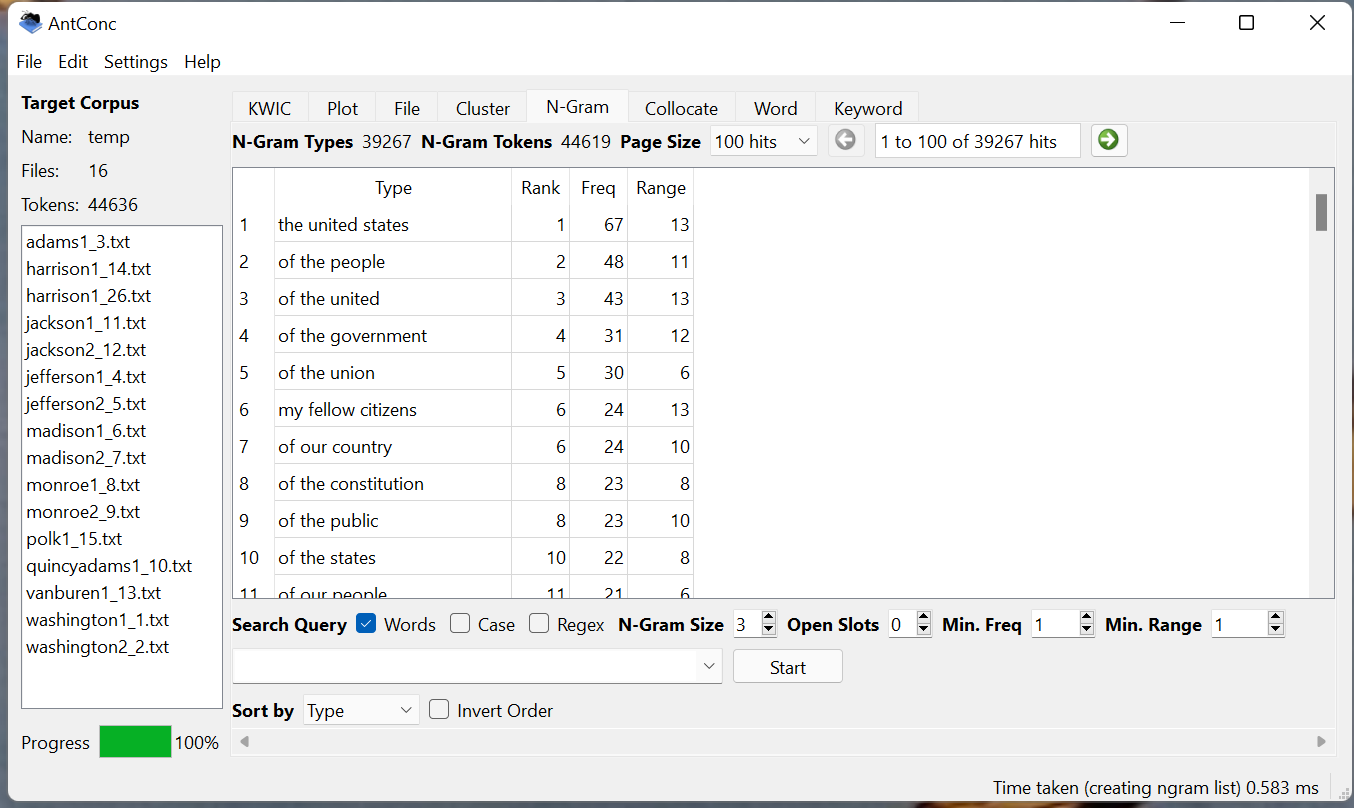 AntConc
File Edit Settings Help
Target Corpus
Name: temp
Files: 16
Tokens: 44636
adams1_3.txt
harrison1_14.txt
harrison1_26.txt
jackson1_11.txt
jackson2_12.txt
jefferson1_4.txt
jefferson2_5.txt
madison1_6.txt
madison2_7.txt
monroe1_8.txt
monroe2_9.txt
polk1_15.txt
quincyadams1_10.txt
vanburen1_13.txt
washington1_1.txt
washington2_2.txt
Progress 100%
KWIC Plot File Cluster N-Gram Collocate Word Keyword
N-Gram Types 39267 N-Gram Tokens 44619 Page Size 100 hits 1 to 100 of 39267 hits
Type Rank Freq Range
1 the united states 1 67 13
2 of the people 2 48 11
3 of the united 3 43 13
4 of the government 4 31 12
5 of the union 5 30 6
6 my fellow citizens 6 24 13
7 of our country 6 24 10
8 of the constitution 8 23 8
9 of the public 8 23 10
10 of the states 10 22 8
11 of our people 11 21 6
Search Query Words Case Regex N-Gram Size 3 Open Slots 0 Min. Freq 1 Min. Range 1
Start
Sort by Type Invert Order
Time taken (creating ngram list) 0.583 ms